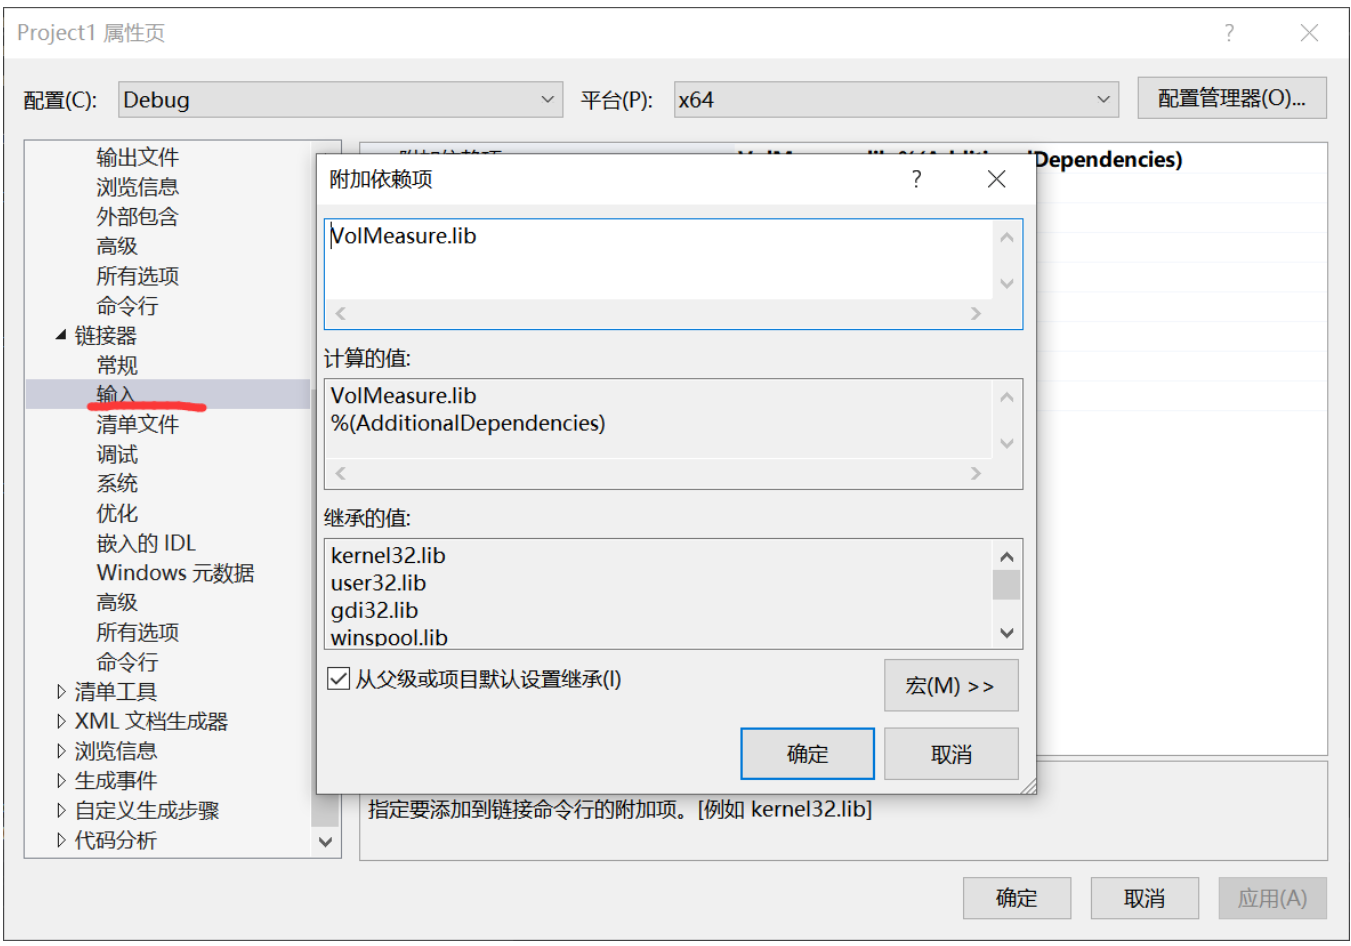 Project1 属性页
?
配置(C):
Debug
平台(P):
x64
配置管理器(O)...
输出文件
浏览信息
外部包含
高级
所有选项
命令行
链接器
常规
输入
清单文件
调试
系统
优化
嵌入的 IDL
Windows 元数据
高级
所有选项
命令行
清单工具
XML 文档生成器
浏览信息
生成事件
自定义生成步骤
代码分析
Dependencies)
附加依赖项
?
VolMeasure.lib
计算的值:
VolMeasure.lib
%(AdditionalDependencies)
继承的值:
kernel32.lib
user32.lib
gdi32.lib
winspool.lib
从父级或项目默认设置继承(I)
宏(M) >>
确定
取消
指定要添加到链接命令行的附加项。[例如 kernel32.lib]
确定
取消
应用(A)